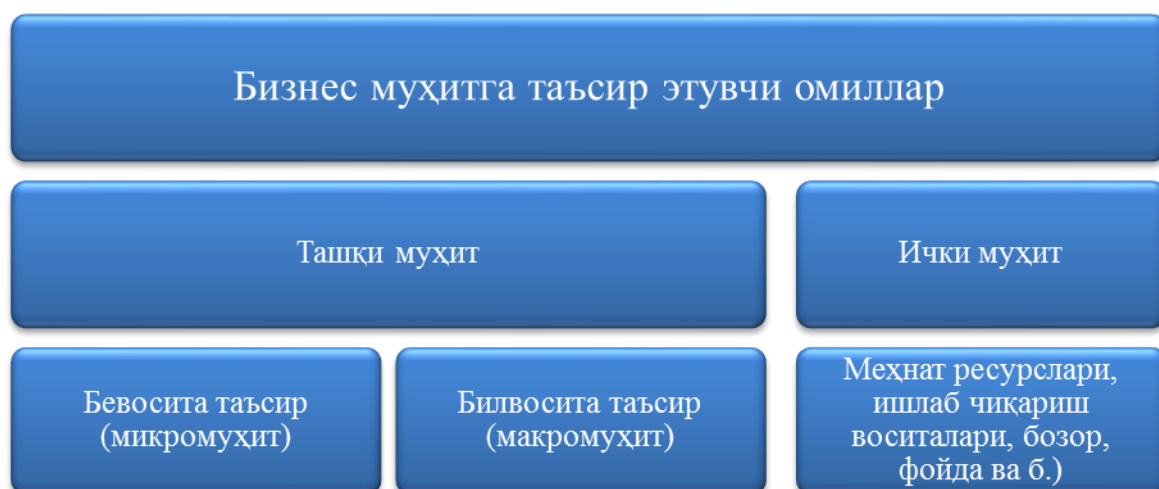 Бизнес муҳитга таъсир этувчи омиллар
Ташқи муҳит
Ички муҳит
Бевосита таъсир
(микромуҳит)
Билвосита таъсир
(макромуҳит)
Меҳнат ресурслари,
ишлаб чиқариш
воситалари, бозор,
фойда ва б.)